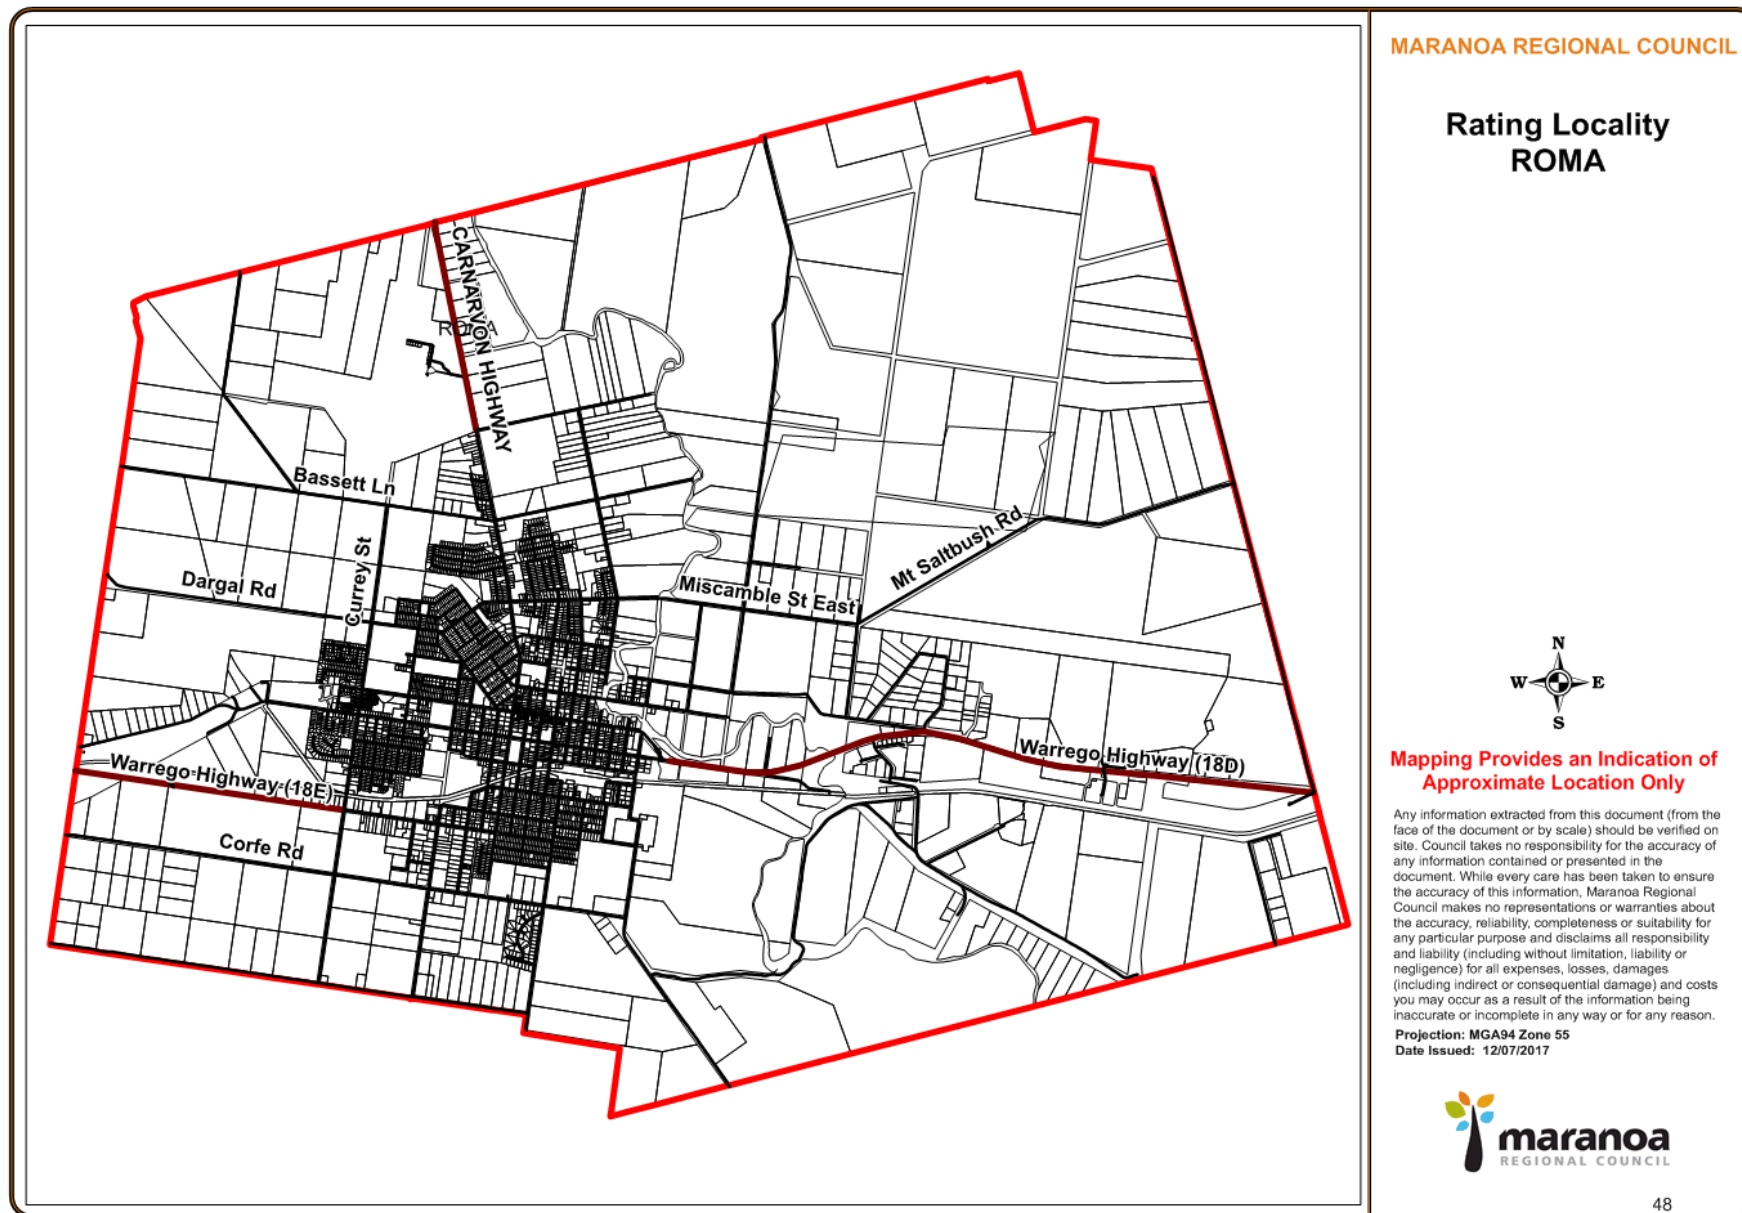 MARANOA REGIONAL COUNCIL
Rating Locality
ROMA
CARNARVON HIGHWAY
ROMA
Bassett Ln
Currey St
Dargal Rd
Mt Saltbush Rd
Miscamble St East
Warrego Highway (18D)
Warrego Highway (18E)
Corfe Rd
N
W E
S
Mapping Provides an Indication of
Approximate Location Only
Any information extracted from this document (from the
face of the document or by scale) should be verified on
site. Council takes no responsibility for the accuracy of
any information contained or presented in the
document. While every care has been taken to ensure
the accuracy of this information, Maranoa Regional
Council makes no representations or warranties about
the accuracy, reliability, completeness or suitability for
any particular purpose and disclaims all responsibility
and liability (including without limitation, liability or
negligence) for all expenses, losses, damages
(including indirect or consequential damage) and costs
you may occur as a result of the information being
inaccurate or incomplete in any way or for any reason.
Projection: MGA94 Zone 55
Date Issued: 12/07/2017
maranoa
REGIONAL COUNCIL
48